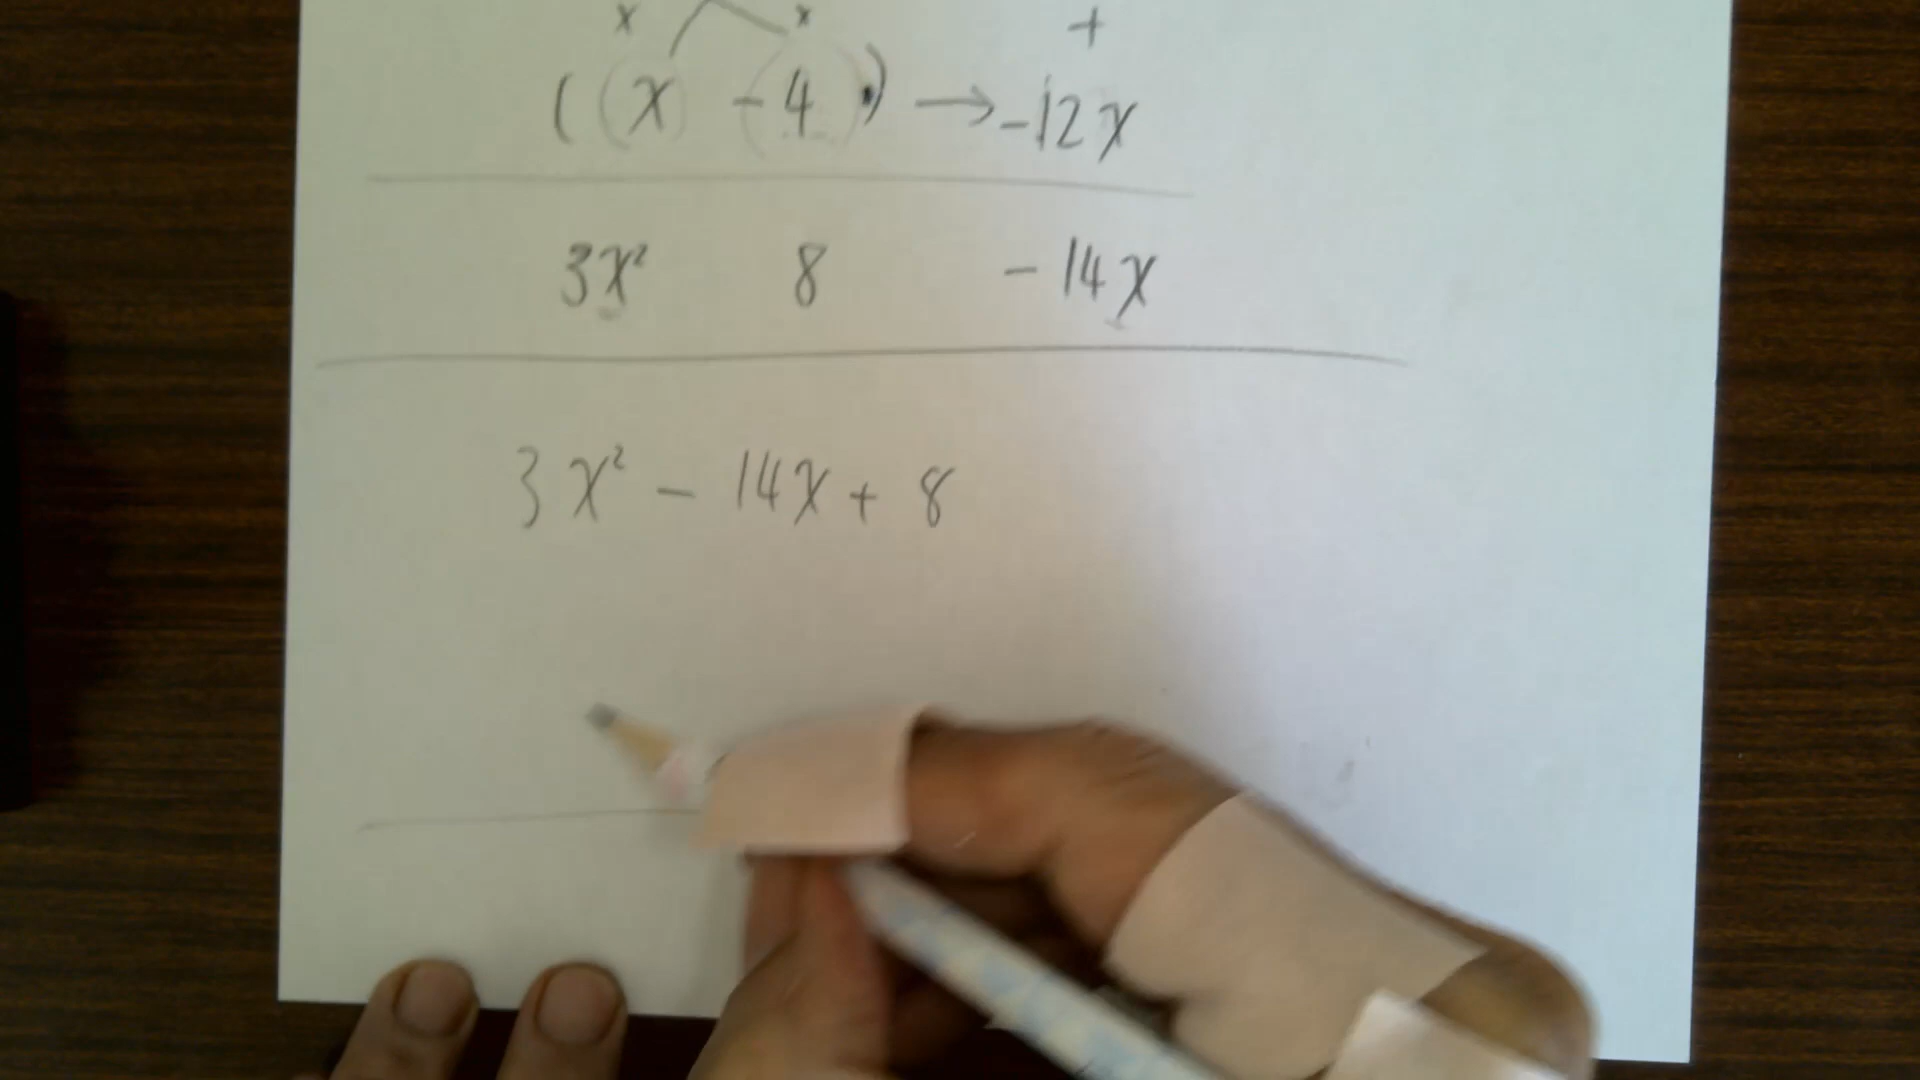 x x +
((x -4)) → -12x
3x² 8 - 14x
3x² - 14x + 8